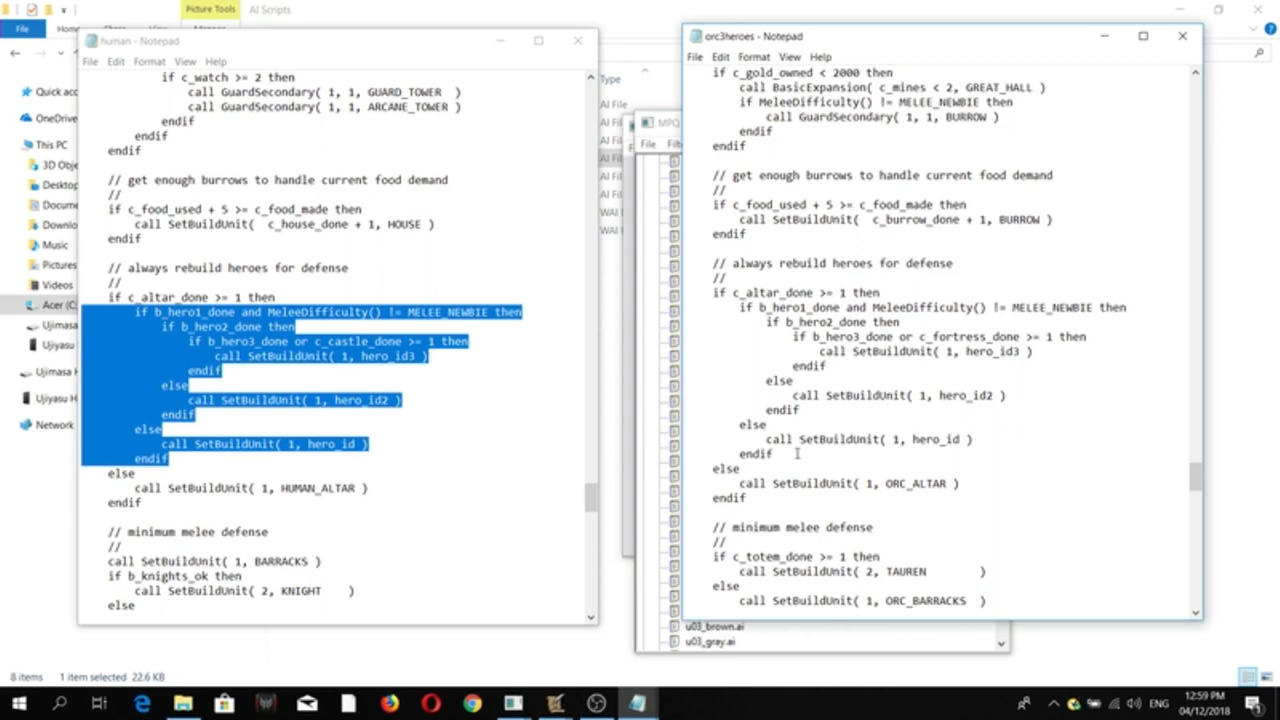 Picture Tools
AI Scripts
File
Home
human - Notepad
File Edit Format View Help
if c_watch >= 2 then
call GuardSecondary( 1, 1, GUARD_TOWER )
call GuardSecondary( 1, 1, ARCANE_TOWER )
endif
endif
endif
// get enough burrows to handle current food demand
//
if c_food_used + 5 >= c_food_made then
call SetBuildUnit( c_house_done + 1, HOUSE )
endif
// always rebuild heroes for defense
//
if c_altar_done >= 1 then
if b_hero1_done and MeleeDifficulty() != MELEE_NEWBIE then
if b_hero2_done then
if b_hero3_done or c_castle_done >= 1 then
call SetBuildUnit( 1, hero_id3 )
endif
else
call SetBuildUnit( 1, hero_id2 )
endif
else
call SetBuildUnit( 1, hero_id )
endif
else
call SetBuildUnit( 1, HUMAN_ALTAR )
endif
// minimum melee defense
//
call SetBuildUnit( 1, BARRACKS )
if b_knights_ok then
call SetBuildUnit( 2, KNIGHT )
else
orc3heroes - Notepad
File Edit Format View Help
if c_gold_owned < 2000 then
call BasicExpansion( c_mines < 2, GREAT_HALL )
if MeleeDifficulty() != MELEE_NEWBIE then
call GuardSecondary( 1, 1, BURROW )
endif
endif
// get enough burrows to handle current food demand
//
if c_food_used + 5 >= c_food_made then
call SetBuildUnit( c_burrow_done + 1, BURROW )
endif
// always rebuild heroes for defense
//
if c_altar_done >= 1 then
if b_hero1_done and MeleeDifficulty() != MELEE_NEWBIE then
if b_hero2_done then
if b_hero3_done or c_fortress_done >= 1 then
call SetBuildUnit( 1, hero_id3 )
endif
else
call SetBuildUnit( 1, hero_id2 )
endif
else
call SetBuildUnit( 1, hero_id )
endif
else
call SetBuildUnit( 1, ORC_ALTAR )
endif
// minimum melee defense
//
if c_totem_done >= 1 then
call SetBuildUnit( 2, TAUREN )
else
call SetBuildUnit( 1, ORC_BARRACKS )
Quick acc
OneDrive
This PC
3D Obje
Desktop
Docume
Downlo
Music
Pictures
Videos
Acer (C:
Ujimasa
Ujiyasu
Ujimasa H
Ujiyasu H
Network
Type
AI File
AI Fil
AI Fil
AI Fil
AI Fil
AI Fil
WAI
WAI
MPQ
File
u03_brown.ai
u03_gray.ai
8 items 1 item selected 22.6 KB
ENG
12:59 PM
04/12/2018